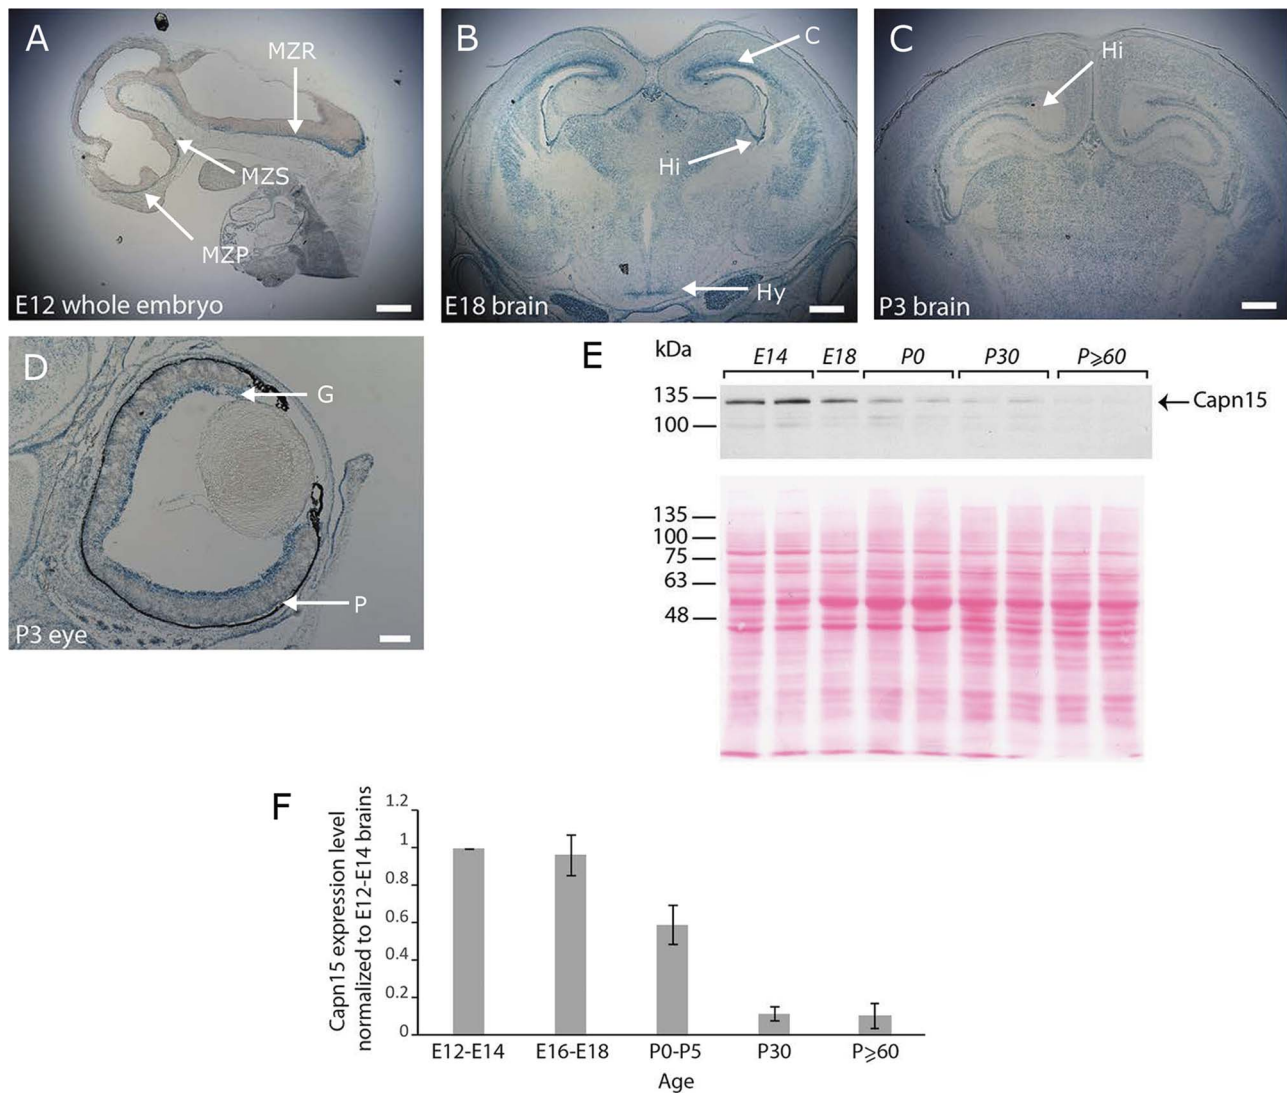 A
MZR
MZS
MZP
E12 whole embryo
B
C
Hi
Hy
E18 brain
C
Hi
P3 brain
D
G
P
P3 eye
E
kDa
E14 E18 P0 P30 P⩾60
135
100
Capn15
135
100
75
63
48
F
Capn15 expression level
normalized to E12-E14 brains
1.2
1
0.8
0.6
0.4
0.2
0
E12-E14 E16-E18 P0-P5 P30 P⩾60
Age